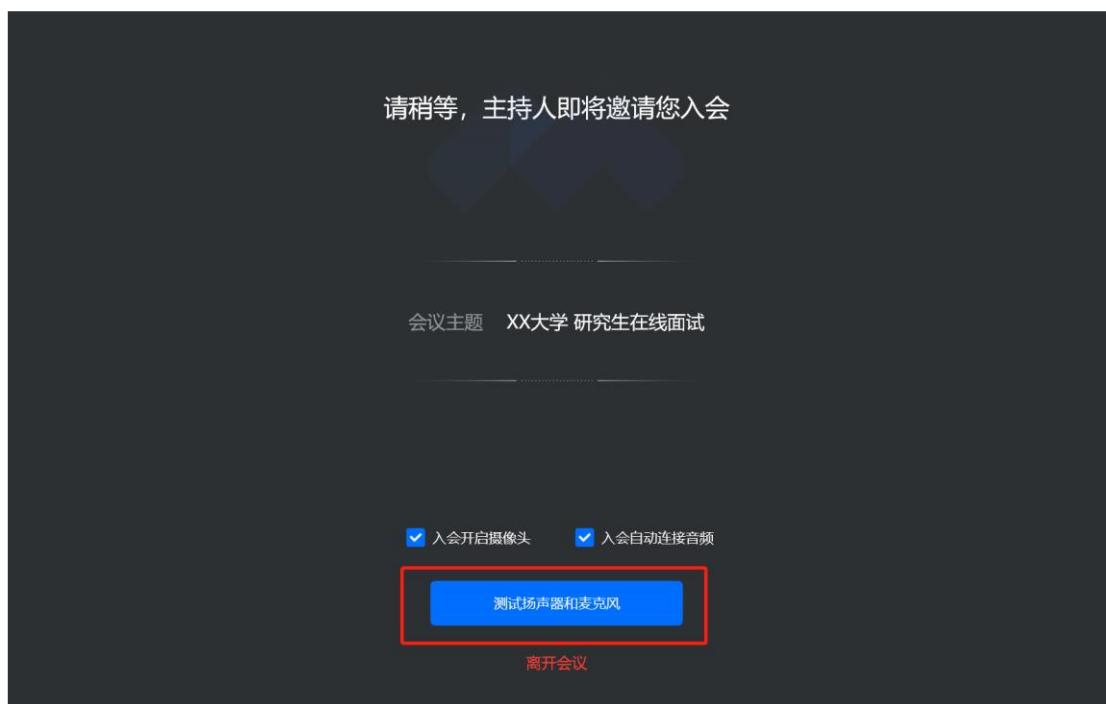 请稍等，主持人即将邀请您入会
会议主题 XX大学 研究生在线面试
入会开启摄像头 入会自动连接音频
测试扬声器和麦克风
离开会议